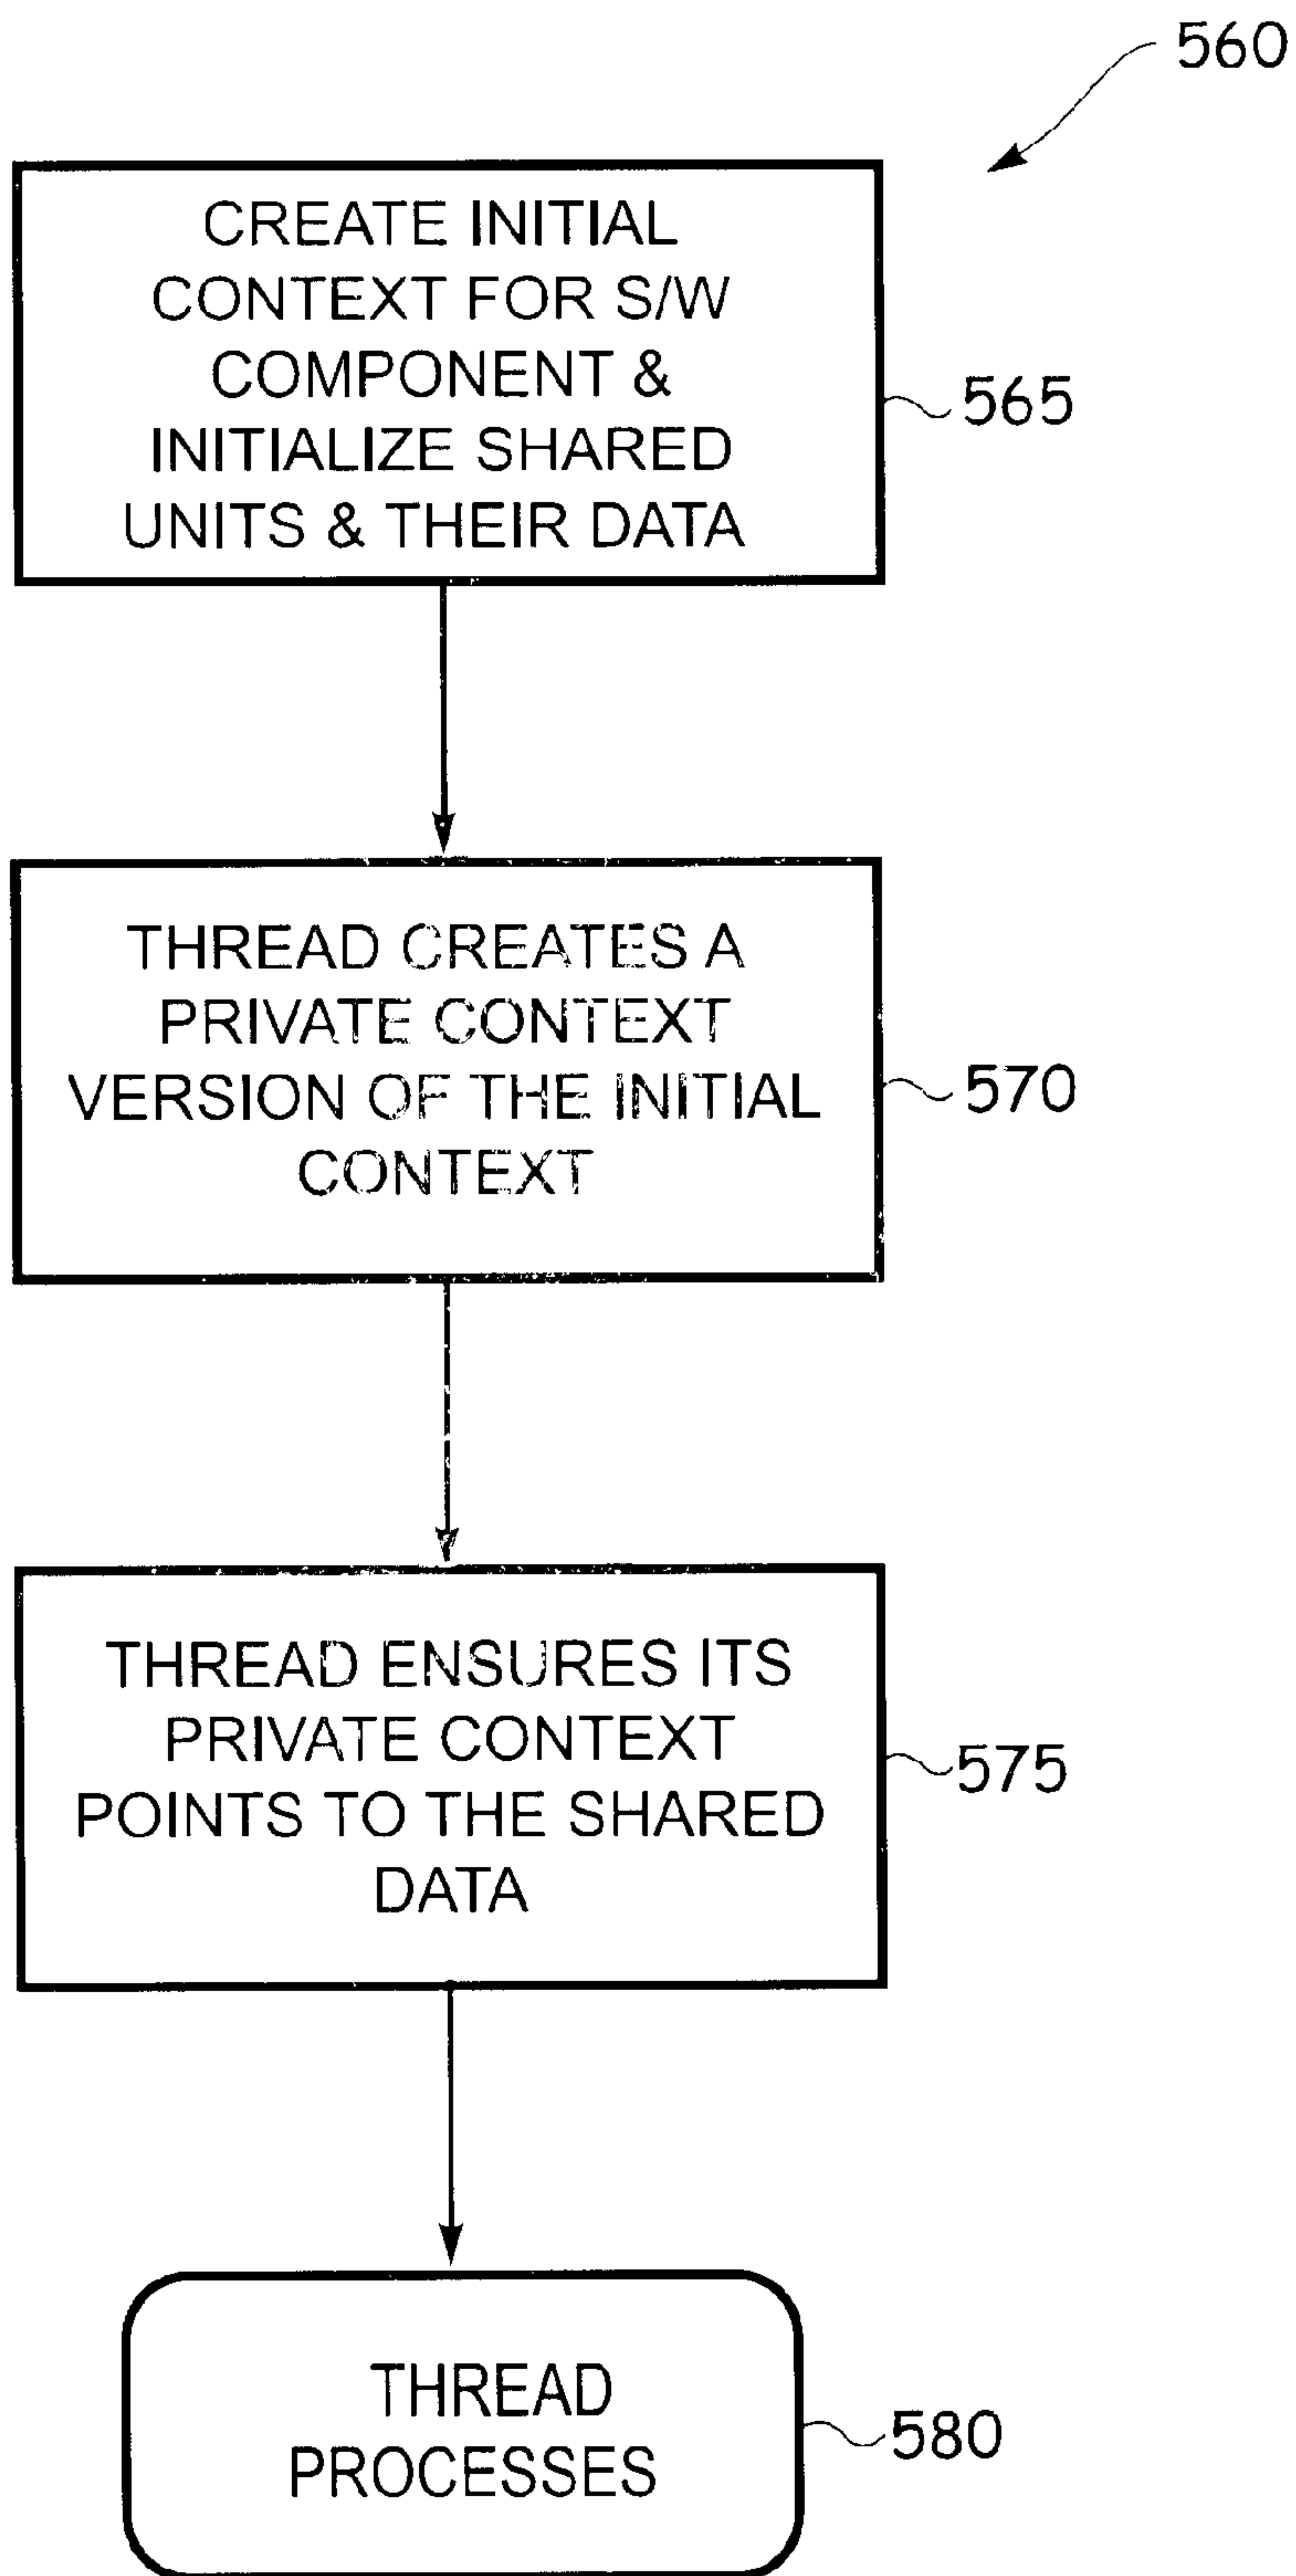 560
CREATE INITIAL
CONTEXT FOR S/W
COMPONENT &
INITIALIZE SHARED
UNITS & THEIR DATA
565
THREAD CREATES A
PRIVATE CONTEXT
VERSION OF THE INITIAL
CONTEXT
570
THREAD ENSURES ITS
PRIVATE CONTEXT
POINTS TO THE SHARED
DATA
575
THREAD
PROCESSES
580